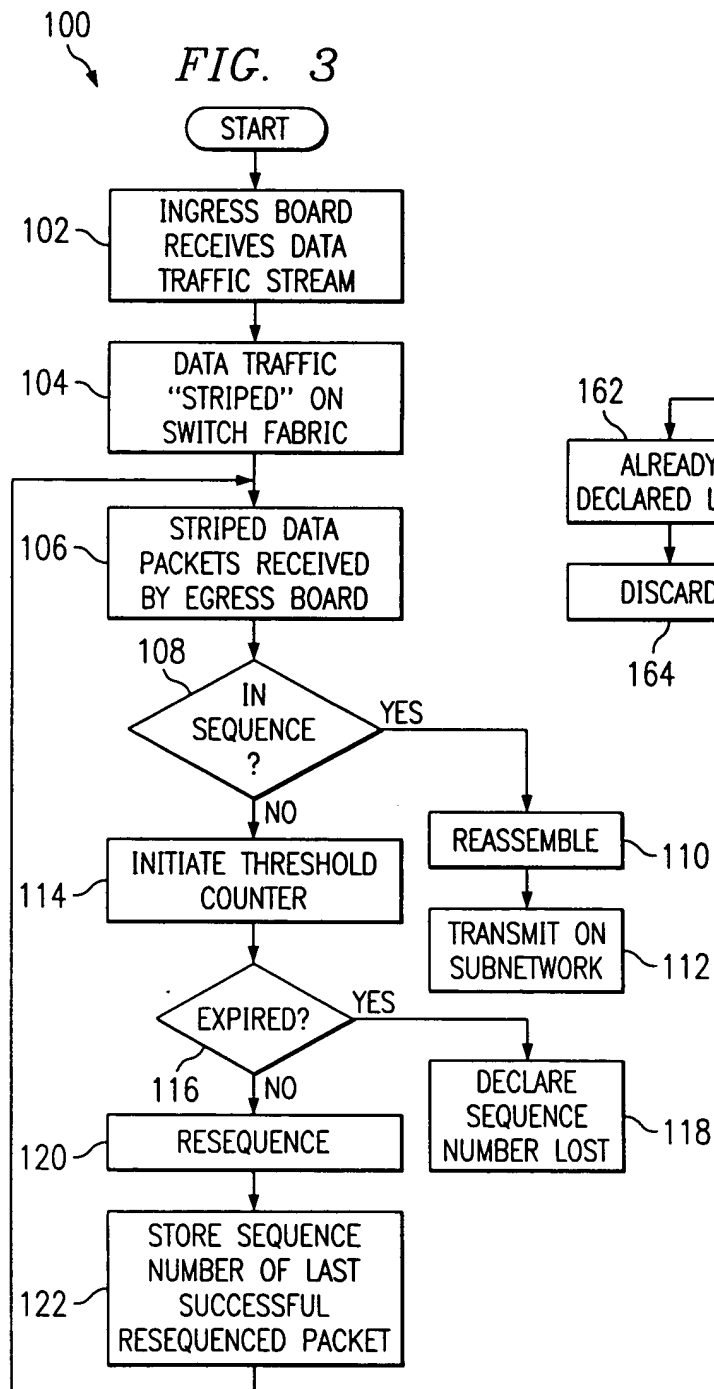 100
FIG. 3
START
102
INGRESS BOARD
RECEIVES DATA
TRAFFIC STREAM
104
DATA TRAFFIC
"STRIPED" ON
SWITCH FABRIC
106
STRIPED DATA
PACKETS RECEIVED
BY EGRESS BOARD
108
IN
SEQUENCE
?
YES
NO
REASSEMBLE
110
TRANSMIT ON
SUBNETWORK
112
114
INITIATE THRESHOLD
COUNTER
EXPIRED?
YES
116
NO
DECLARE
SEQUENCE
NUMBER LOST
118
120
RESEQUENCE
122
STORE SEQUENCE
NUMBER OF LAST
SUCCESSFUL
RESEQUENCED PACKET
162
ALREADY
DECLARED L
DISCARD
164